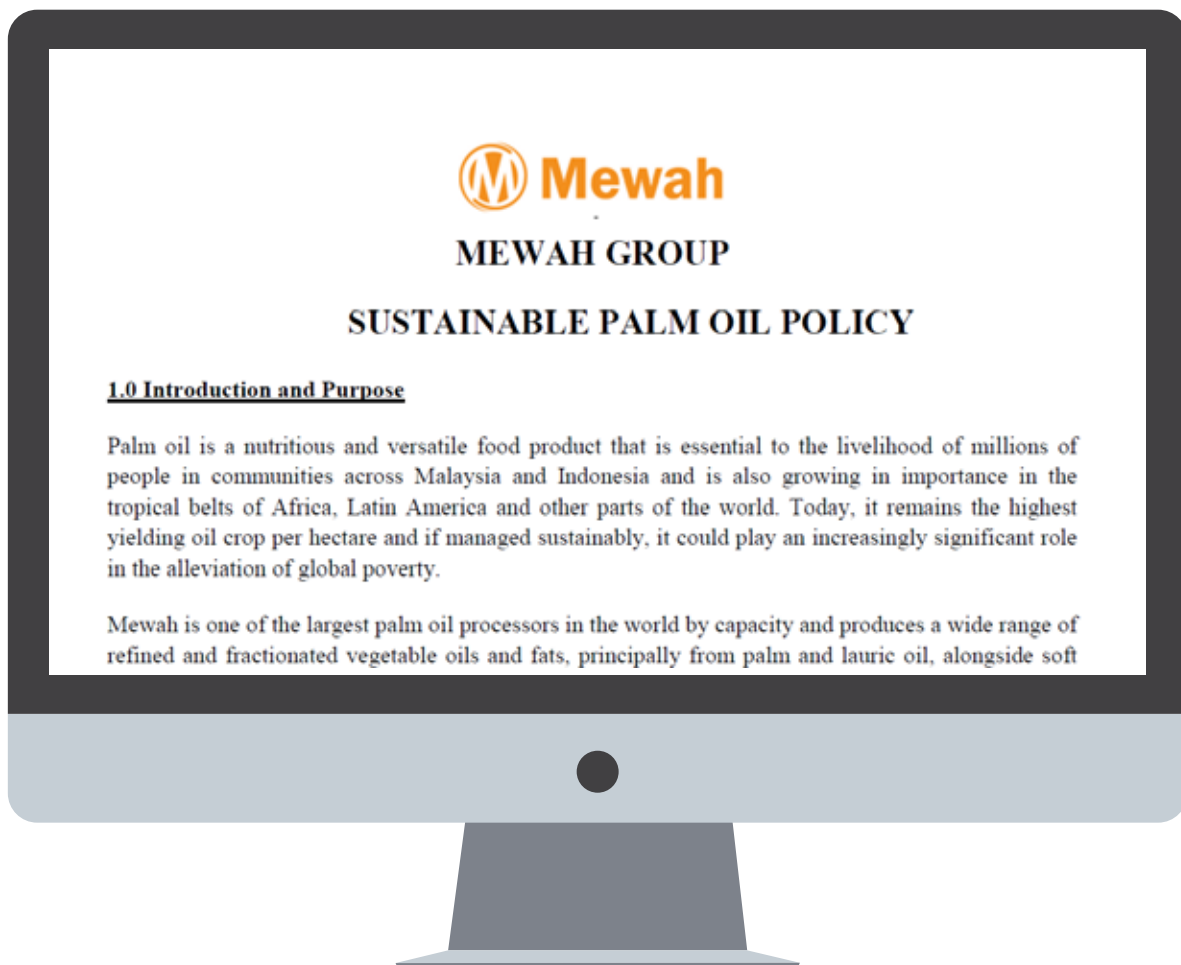 Mewah
MEWAH GROUP
SUSTAINABLE PALM OIL POLICY
1.0 Introduction and Purpose
Palm oil is a nutritious and versatile food product that is essential to the livelihood of millions of
people in communities across Malaysia and Indonesia and is also growing in importance in the
tropical belts of Africa, Latin America and other parts of the world. Today, it remains the highest
yielding oil crop per hectare and if managed sustainably, it could play an increasingly significant role
in the alleviation of global poverty.
Mewah is one of the largest palm oil processors in the world by capacity and produces a wide range of
refined and fractionated vegetable oils and fats, principally from palm and lauric oil, alongside soft